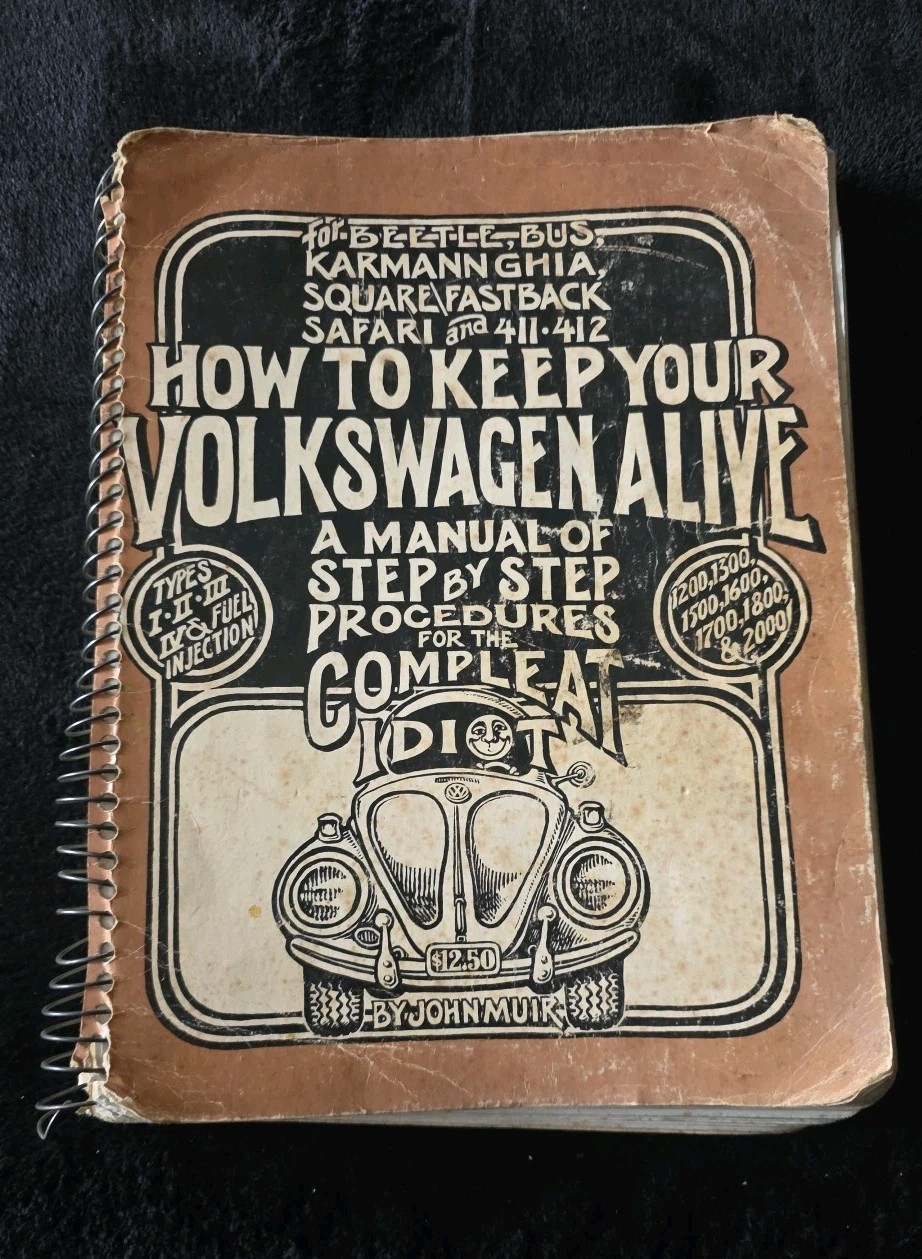 for BEETLE, BUS,
KARMANN GHIA,
SQUARE\FASTBACK
SAFARI and 411·412
HOW TO KEEP YOUR
VOLKSWAGEN ALIVE
A MANUAL OF
STEP BY STEP
PROCEDURES
FOR THE
COMPLEAT
IDIOT
TYPES
I·II·III
IV & FUEL
INJECTION
1200, 1300,
1500, 1600,
1700, 1800,
& 2000
VW
$12.50
BY JOHN MUIR